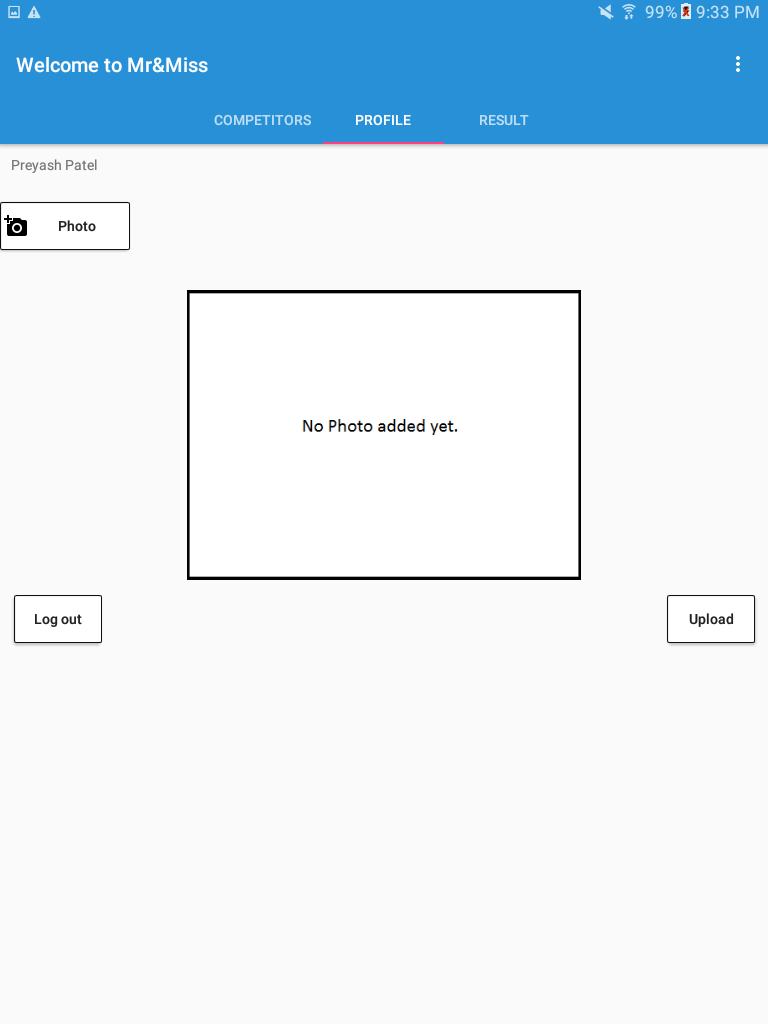 99% 9:33 PM
Welcome to Mr&Miss
COMPETITORS PROFILE RESULT
Preyash Patel
Photo
No Photo added yet.
Log out Upload